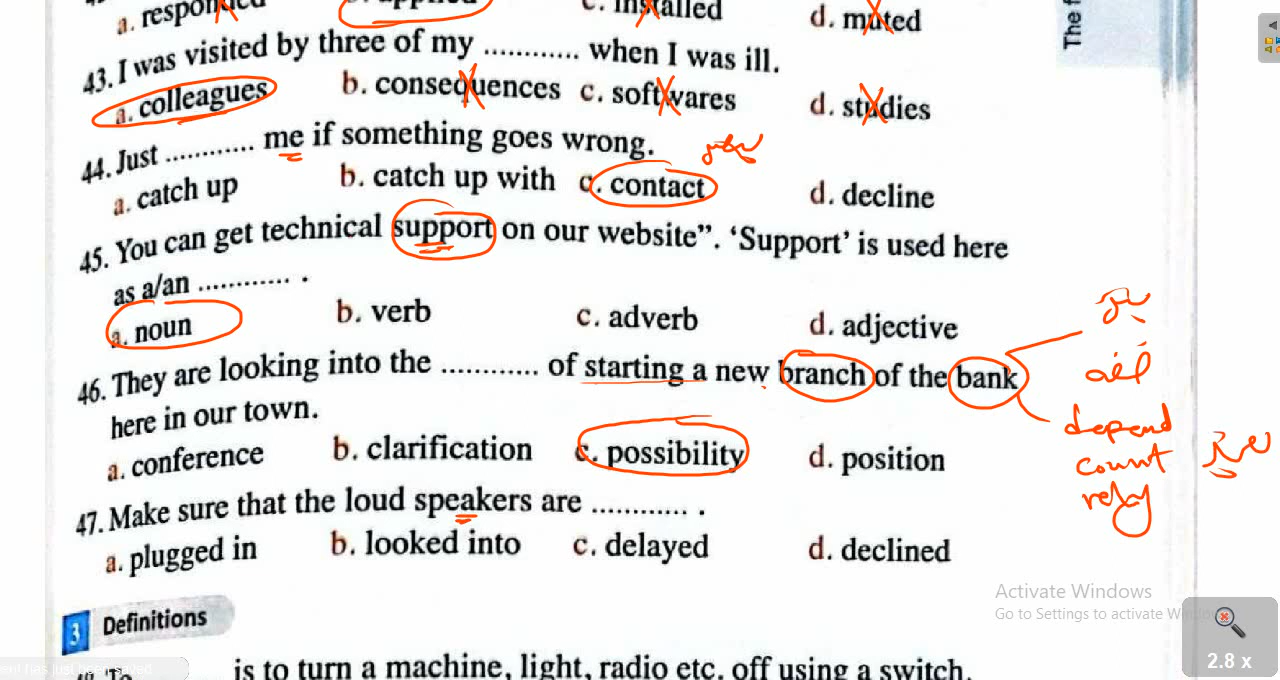 a. responded
b. applied
c. installed
d. muted
43. I was visited by three of my ............ when I was ill.
a. colleagues b. consequences c. softwares d. studies
44. Just ............ me if something goes wrong.
a. catch up b. catch up with c. contact d. decline
45. You can get technical support on our website”. ‘Support’ is used here
as a/an ............ .
a. noun b. verb c. adverb d. adjective
46. They are looking into the ............ of starting a new branch of the bank
here in our town.
a. conference b. clarification c. possibility d. position
depend
count
rely
47. Make sure that the loud speakers are ............ .
a. plugged in b. looked into c. delayed d. declined
3 Definitions
is to turn a machine, light, radio etc. off using a switch.
The f
Activate Windows
Go to Settings to activate Windows.
2.8 x